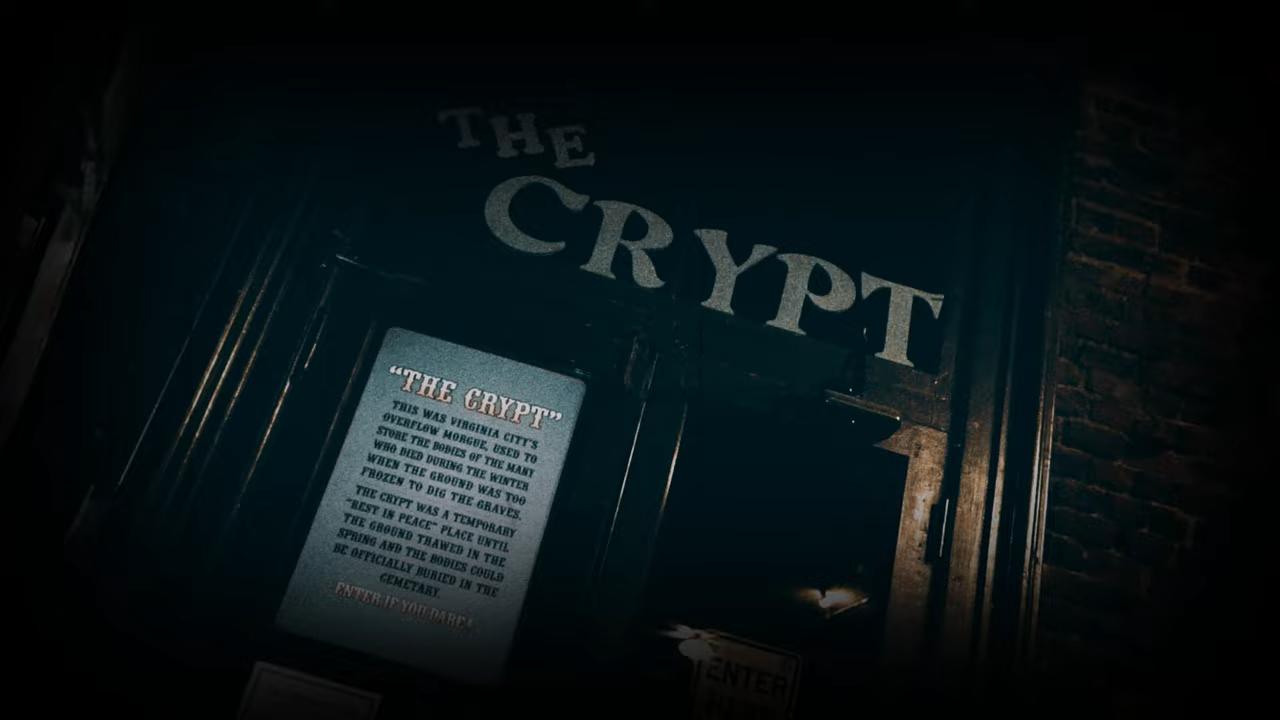 THE
CRYPT
"THE CRYPT"
THIS WAS VIRGINIA CITY'S
OVERFLOW MORGUE, USED TO
STORE THE BODIES OF THE MANY
WHO DIED DURING THE WINTER
WHEN THE GROUND WAS TOO
FROZEN TO DIG THE GRAVES.
THE CRYPT WAS A TEMPORARY
"REST IN PEACE" PLACE UNTIL
THE GROUND THAWED IN THE
SPRING AND THE BODIES COULD
BE OFFICIALLY BURIED IN THE
CEMETARY.
ENTER IF YOU DARE!
ENTER